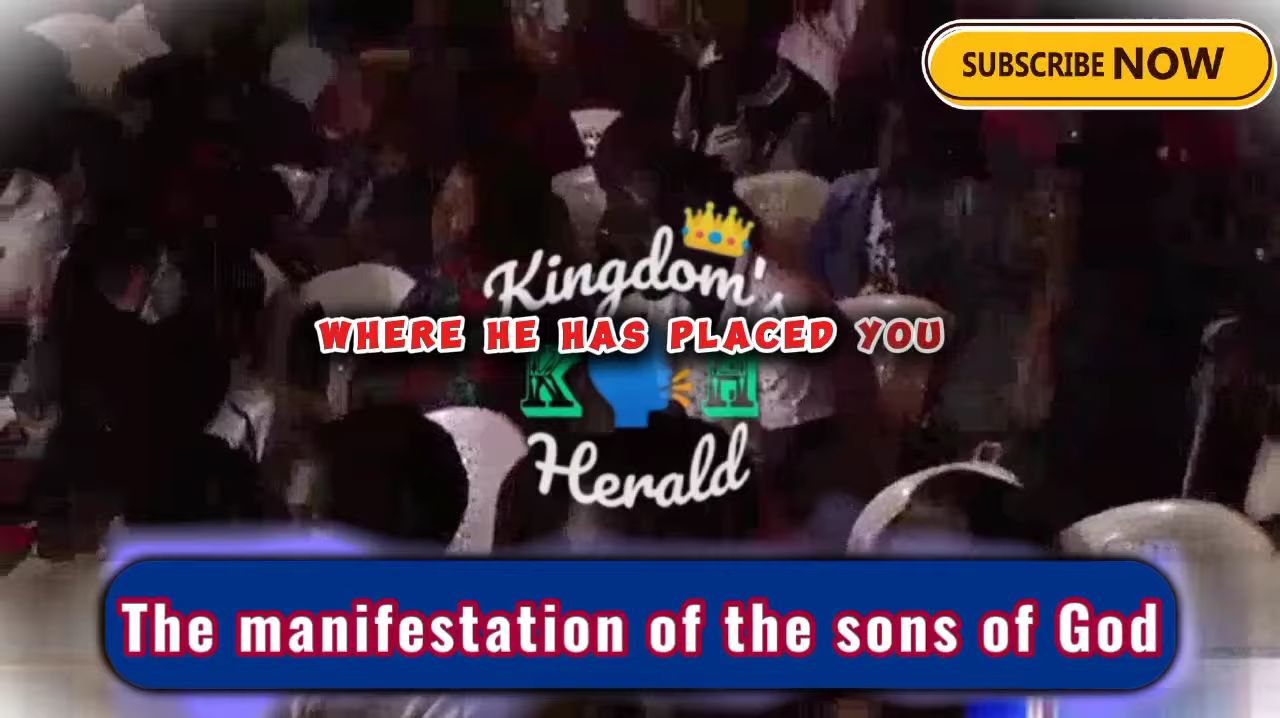 SUBSCRIBE NOW
Kingdom's
WHERE HE HAS PLACED YOU
K H
Herald
The manifestation of the sons of God